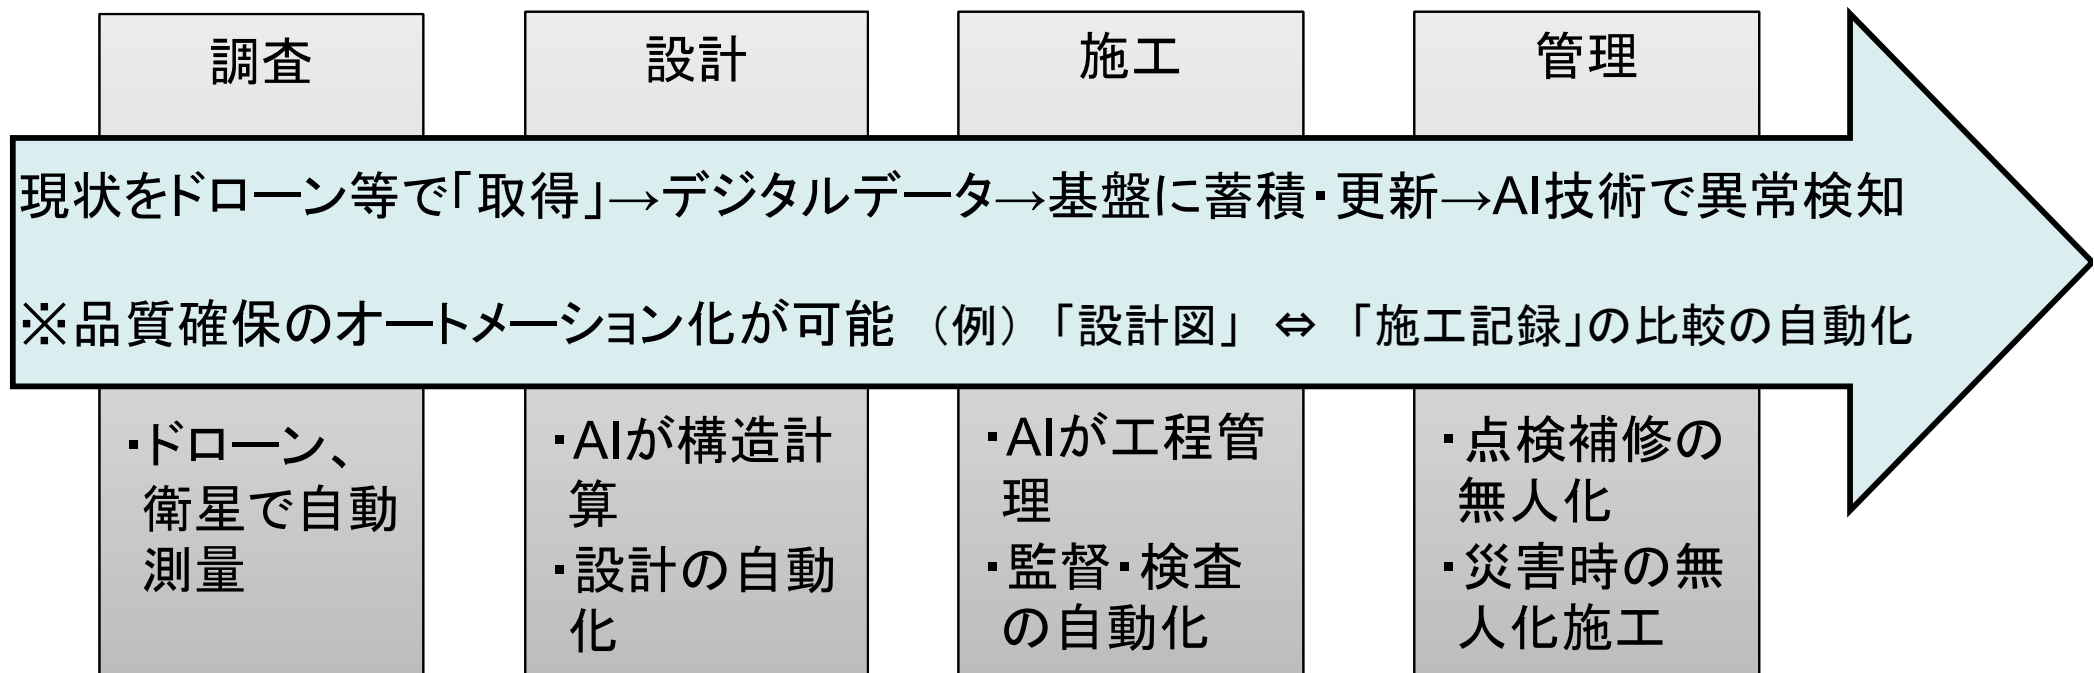 調査
設計
施工
管理
現状をドローン等で「取得」→デジタルデータ→基盤に蓄積・更新→AI技術で異常検知
※品質確保のオートメーション化が可能 (例) 「設計図」 ⇔ 「施工記録」の比較の自動化
・ドローン、
衛星で自動
測量
・AIが構造計
算
・設計の自動
化
・AIが工程管
理
・監督・検査
の自動化
・点検補修の
無人化
・災害時の無
人化施工